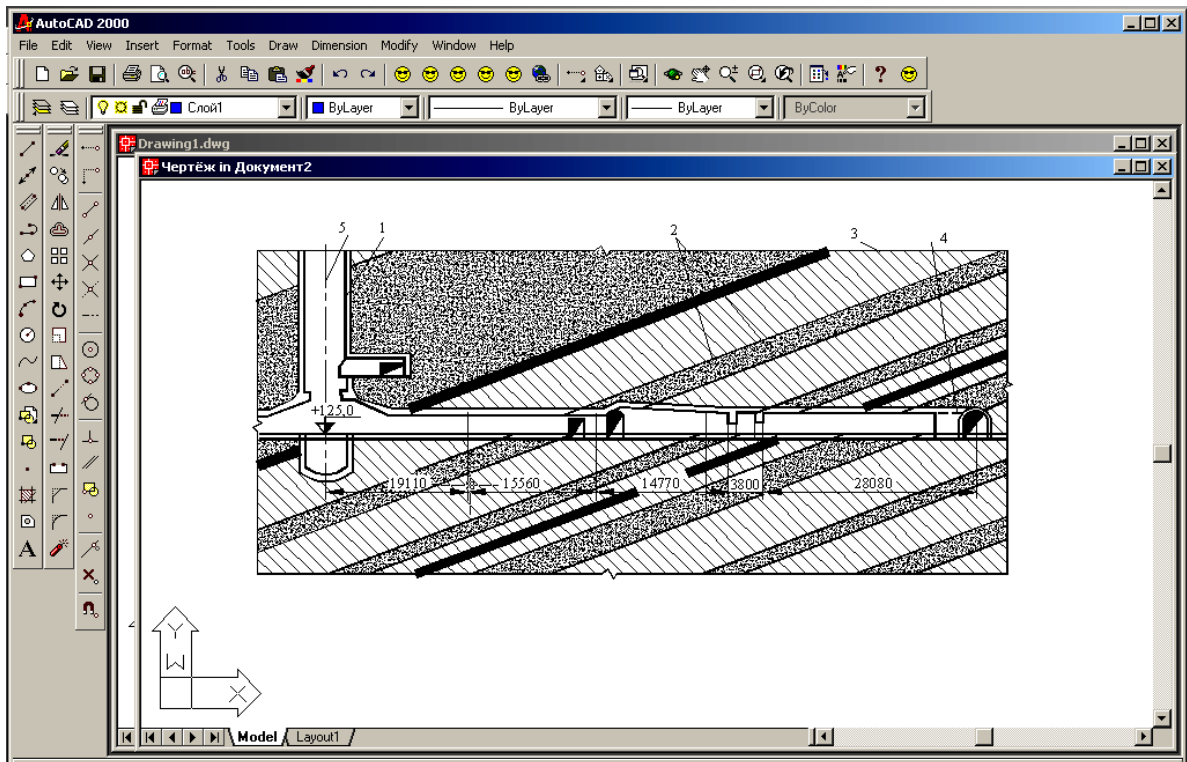 AutoCAD 2000
File Edit View Insert Format Tools Draw Dimension Modify Window Help
Слой1 ByLayer ByLayer ByLayer ByColor
Drawing1.dwg
Чертёж in Документ2
5 1 2 3 4
+125,0
19110 15560 14770 3800 28080
Y
W
X
Model Layout1